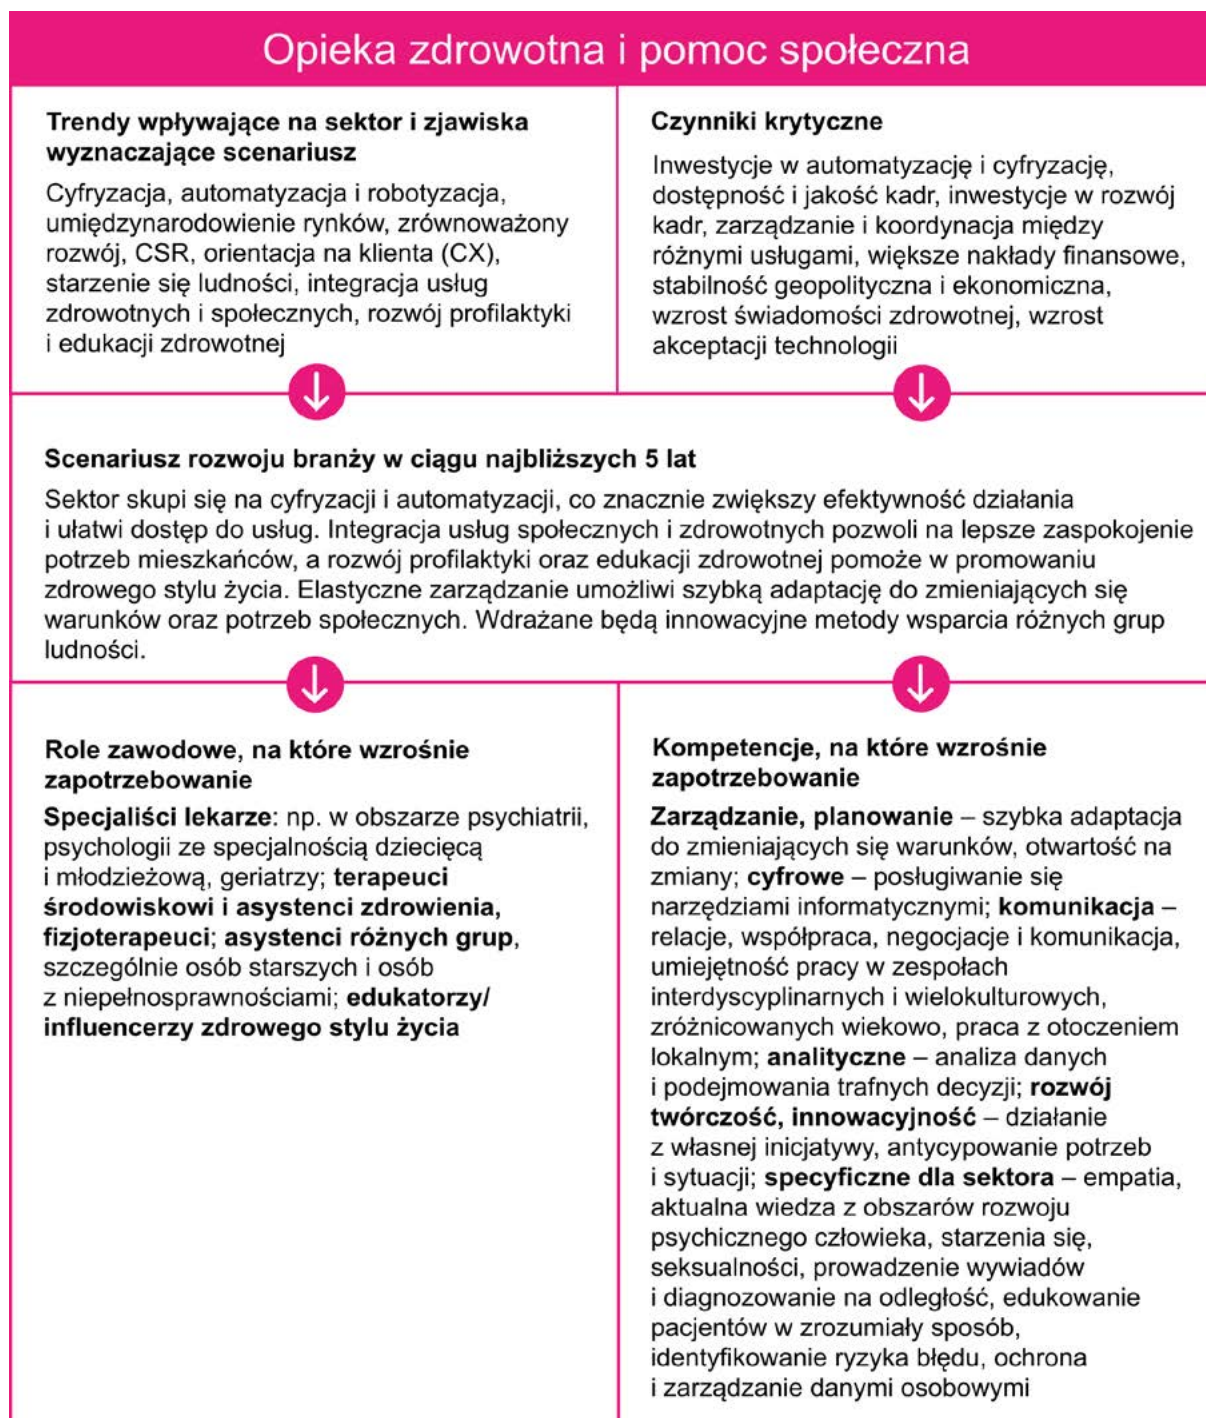 Opieka zdrowotna i pomoc społeczna
Trendy wpływające na sektor i zjawiska
wyznaczające scenariusz
Cyfryzacja, automatyzacja i robotyzacja,
umiędzynarodowienie rynków, zrównoważony
rozwój, CSR, orientacja na klienta (CX),
starzenie się ludności, integracja usług
zdrowotnych i społecznych, rozwój profilaktyki
i edukacji zdrowotnej
Czynniki krytyczne
Inwestycje w automatyzację i cyfryzację,
dostępność i jakość kadr, inwestycje w rozwój
kadr, zarządzanie i koordynacja między
różnymi usługami, większe nakłady finansowe,
stabilność geopolityczna i ekonomiczna,
wzrost świadomości zdrowotnej, wzrost
akceptacji technologii
Scenariusz rozwoju branży w ciągu najbliższych 5 lat
Sektor skupi się na cyfryzacji i automatyzacji, co znacznie zwiększy efektywność działania
i ułatwi dostęp do usług. Integracja usług społecznych i zdrowotnych pozwoli na lepsze zaspokojenie
potrzeb mieszkańców, a rozwój profilaktyki oraz edukacji zdrowotnej pomoże w promowaniu
zdrowego stylu życia. Elastyczne zarządzanie umożliwi szybką adaptację do zmieniających się
warunków oraz potrzeb społecznych. Wdrażane będą innowacyjne metody wsparcia różnych grup
ludności.
Role zawodowe, na które wzrośnie
zapotrzebowanie
Specjaliści lekarze: np. w obszarze psychiatrii,
psychologii ze specjalnością dziecięcą
i młodzieżową, geriatrzy; terapeuci
środowiskowi i asystenci zdrowienia,
fizjoterapeuci; asystenci różnych grup,
szczególnie osób starszych i osób
z niepełnosprawnościami; edukatorzy/
influencerzy zdrowego stylu życia
Kompetencje, na które wzrośnie
zapotrzebowanie
Zarządzanie, planowanie – szybka adaptacja
do zmieniających się warunków, otwartość na
zmiany; cyfrowe – posługiwanie się
narzędziami informatycznymi; komunikacja –
relacje, współpraca, negocjacje i komunikacja,
umiejętność pracy w zespołach
interdyscyplinarnych i wielokulturowych,
zróżnicowanych wiekowo, praca z otoczeniem
lokalnym; analityczne – analiza danych
i podejmowania trafnych decyzji; rozwój
twórczość, innowacyjność – działanie
z własnej inicjatywy, antycypowanie potrzeb
i sytuacji; specyficzne dla sektora – empatia,
aktualna wiedza z obszarów rozwoju
psychicznego człowieka, starzenia się,
seksualności, prowadzenie wywiadów
i diagnozowanie na odległość, edukowanie
pacjentów w zrozumiały sposób,
identyfikowanie ryzyka błędu, ochrona
i zarządzanie danymi osobowymi